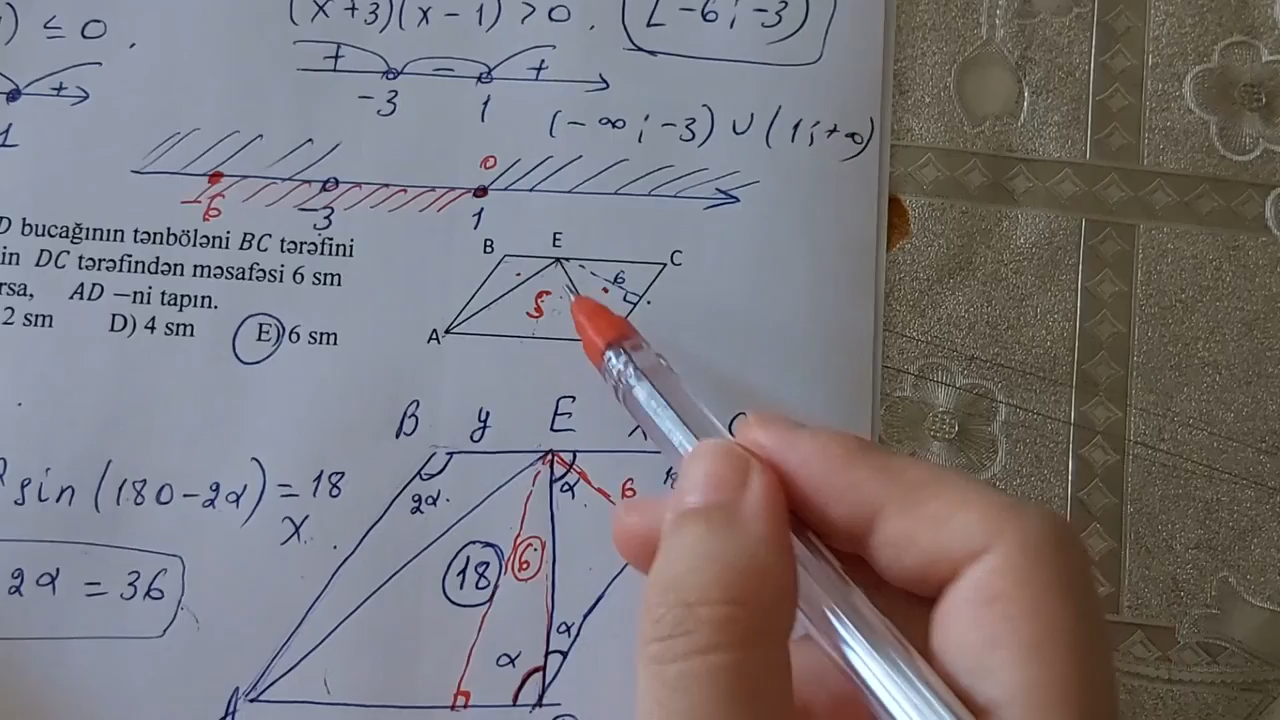 ) ≤ 0 .
(x+3)(x-1) > 0 .
[-6 ; -3)
+ - +
-3 1
+
1
(-∞ ; -3) ∪ (1 ; +∞)
-6 -3 1
D bucağının tənböləni BC tərəfini
in DC tərəfindən məsafəsi 6 sm
rsa, AD –ni tapın.
2 sm D) 4 sm E) 6 sm
B E C
6
S
A
B y E
2α. α 6
sin (180-2α) = 18
x
18 6
2α = 36
α
α
A